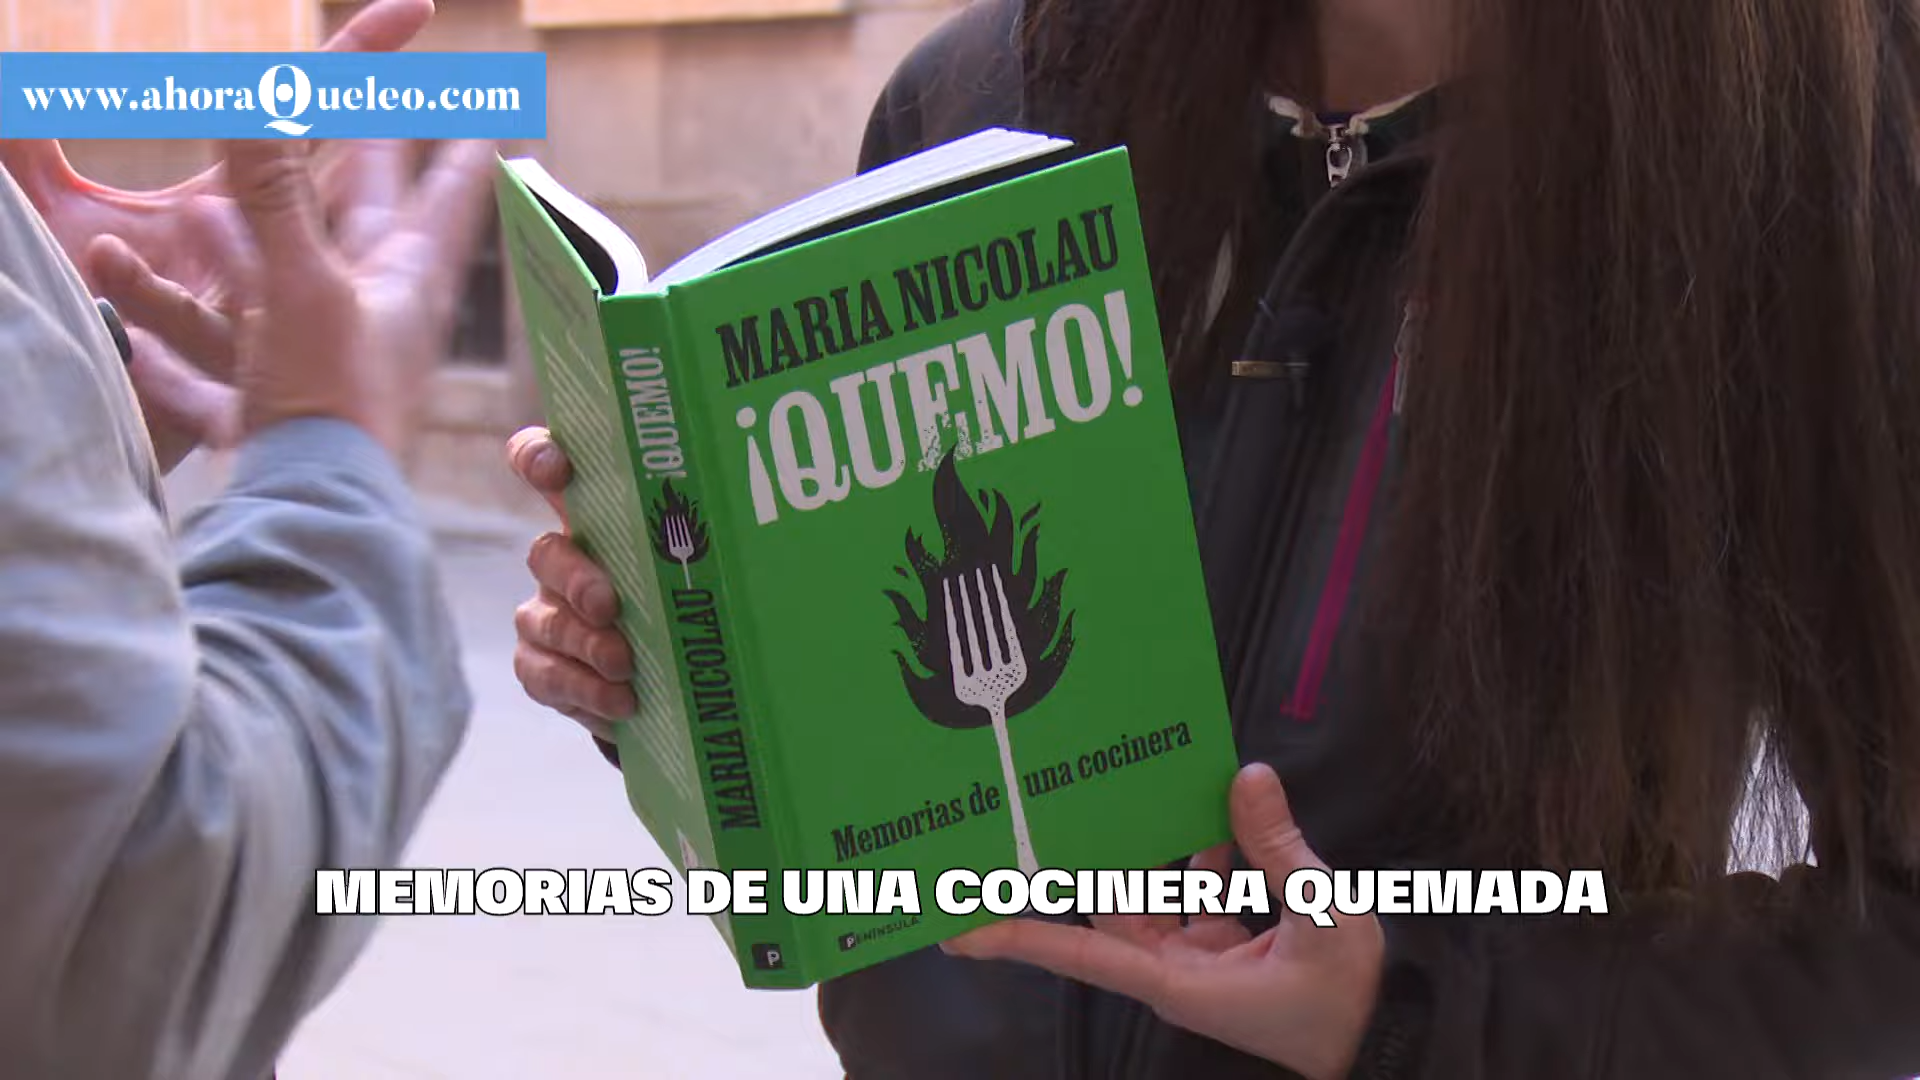 www.ahoraQueleo.com
MARIA NICOLAU
¡QUEMO!
Memorias de una cocinera
PENÍNSULA
¡QUEMO!
MARIA NICOLAU
P
MEMORIAS DE UNA COCINERA QUEMADA